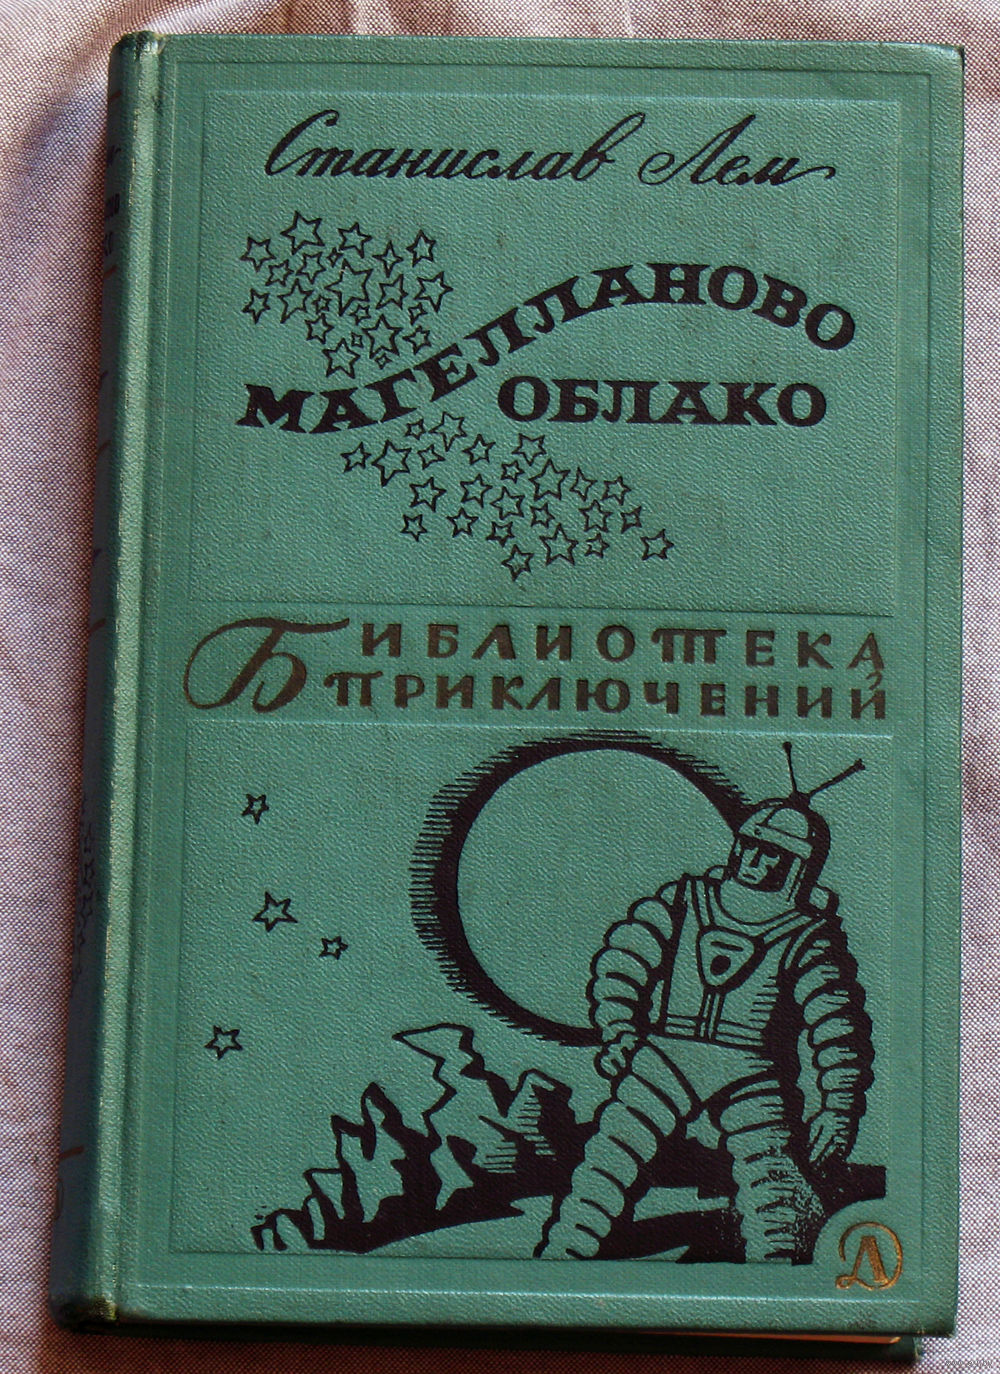 Станислав Лем
МАГЕЛЛАНОВО
ОБЛАКО
БИБЛИОТЕКА
ПРИКЛЮЧЕНИЙ
Д